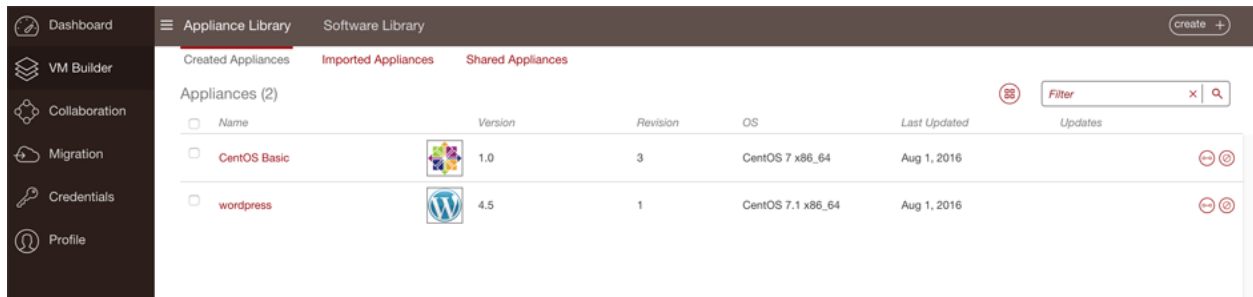 Dashboard
Appliance Library Software Library create +
VM Builder
Created Appliances Imported Appliances Shared Appliances
Appliances (2) Filter
Collaboration
Name Version Revision OS Last Updated Updates
Migration
CentOS Basic 1.0 3 CentOS 7 x86_64 Aug 1, 2016
Credentials
wordpress 4.5 1 CentOS 7.1 x86_64 Aug 1, 2016
Profile